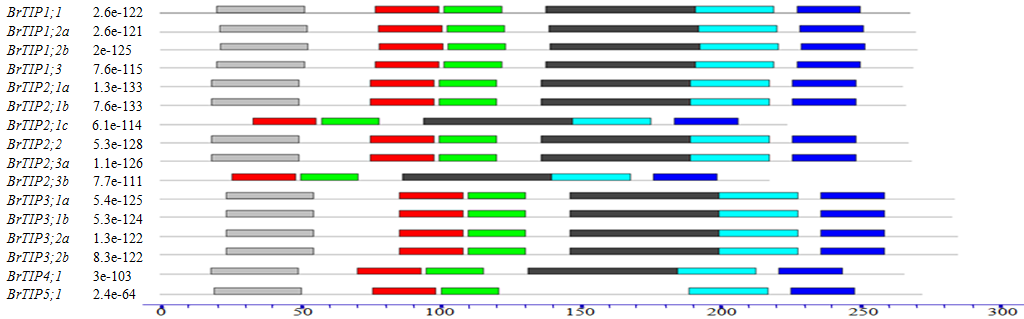 BrTIP1;1 2.6e-122
BrTIP1;2a 2.6e-121
BrTIP1;2b 2e-125
BrTIP1;3 7.6e-115
BrTIP2;1a 1.3e-133
BrTIP2;1b 7.6e-133
BrTIP2;1c 6.1e-114
BrTIP2;2 5.3e-128
BrTIP2;3a 1.1e-126
BrTIP2;3b 7.7e-111
BrTIP3;1a 5.4e-125
BrTIP3;1b 5.3e-124
BrTIP3;2a 1.3e-122
BrTIP3;2b 8.3e-122
BrTIP4;1 3e-103
BrTIP5;1 2.4e-64
0 50 100 150 200 250 300